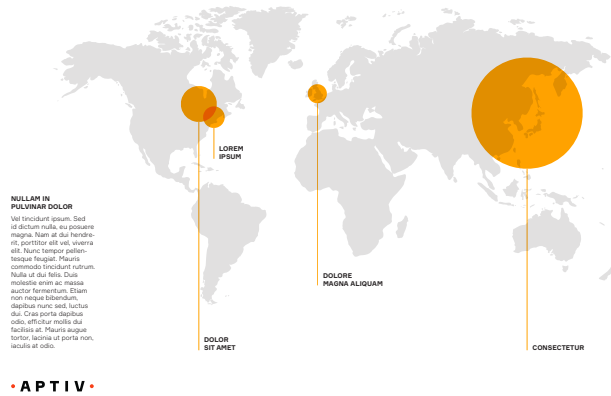 LOREM
IPSUM
NULLAM IN
PULVINAR DOLOR
Vel tincidunt ipsum. Sed
id dictum nulla, eu posuere
magna. Nam at dui hendre-
rit, porttitor elit vel, viverra
elit. Nunc tempor pellen-
tesque feugiat. Mauris
commodo tincidunt rutrum.
Nulla ut dui felis. Duis
molestie enim ac massa
auctor fermentum. Etiam
non neque bibendum,
dapibus nunc sed, luctus
dui. Cras porta dapibus
odio, efficitur mollis dui
facilisis at. Mauris augue
tortor, lacinia ut porta non,
iaculis at odio.
DOLORE
MAGNA ALIQUAM
DOLOR
SIT AMET
CONSECTETUR
• APTIV •